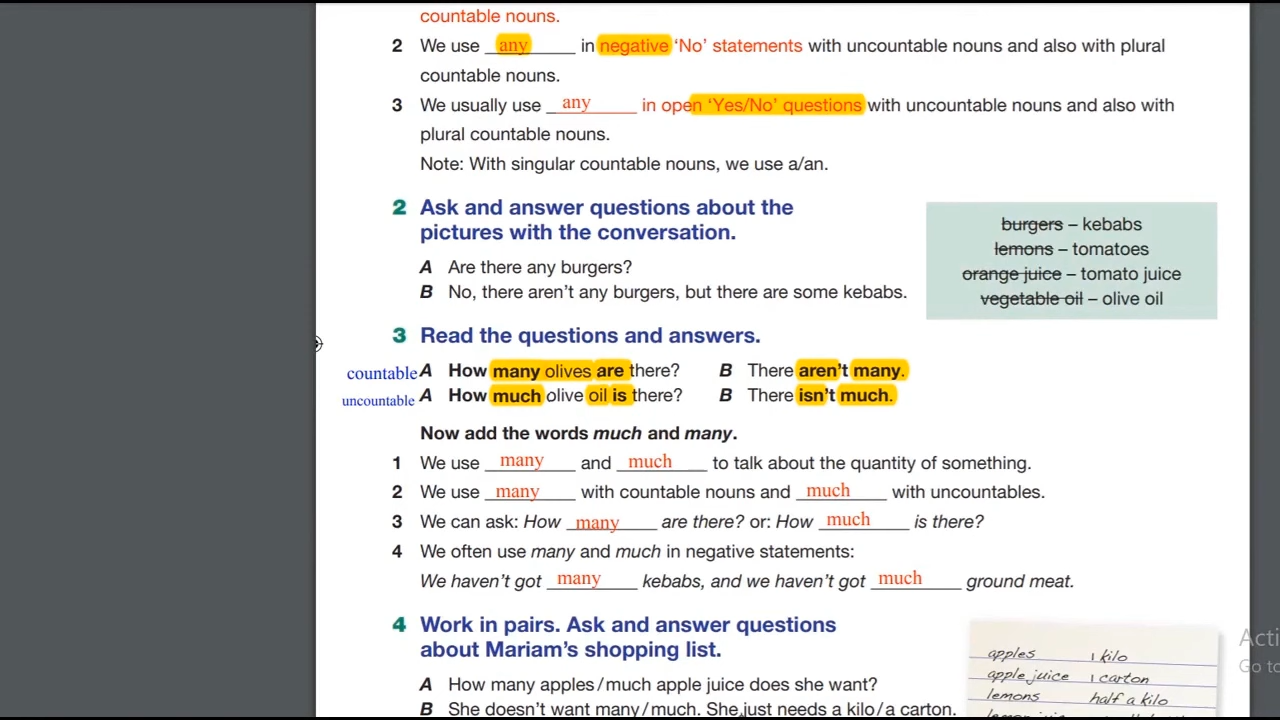 countable nouns.
2 We use any in negative 'No' statements with uncountable nouns and also with plural
countable nouns.
3 We usually use any in open 'Yes/No' questions with uncountable nouns and also with
plural countable nouns.
Note: With singular countable nouns, we use a/an.
2 Ask and answer questions about the
pictures with the conversation.
A Are there any burgers?
B No, there aren't any burgers, but there are some kebabs.
burgers – kebabs
lemons – tomatoes
orange juice – tomato juice
vegetable oil – olive oil
3 Read the questions and answers.
countable A How many olives are there? B There aren't many.
uncountable A How much olive oil is there? B There isn't much.
Now add the words much and many.
1 We use many and much to talk about the quantity of something.
2 We use many with countable nouns and much with uncountables.
3 We can ask: How many are there? or: How much is there?
4 We often use many and much in negative statements:
We haven't got many kebabs, and we haven't got much ground meat.
4 Work in pairs. Ask and answer questions
about Mariam's shopping list.
A How many apples/much apple juice does she want?
B She doesn't want many/much. She just needs a kilo/a carton.
apples 1 kilo
apple juice 1 carton
lemons half a kilo
Acti
Go to